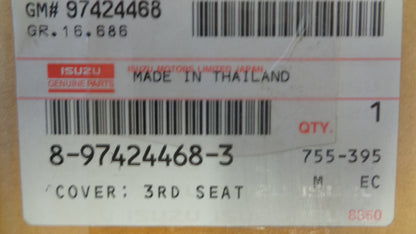 GM# 97424468
GR.16.686
ISUZU
GENUINE PARTS
ISUZU MOTORS LIMITED JAPAN
MADE IN THAILAND
1
QTY.
8-97424468-3
755-395
M EC
COVER: 3RD SEAT
8860